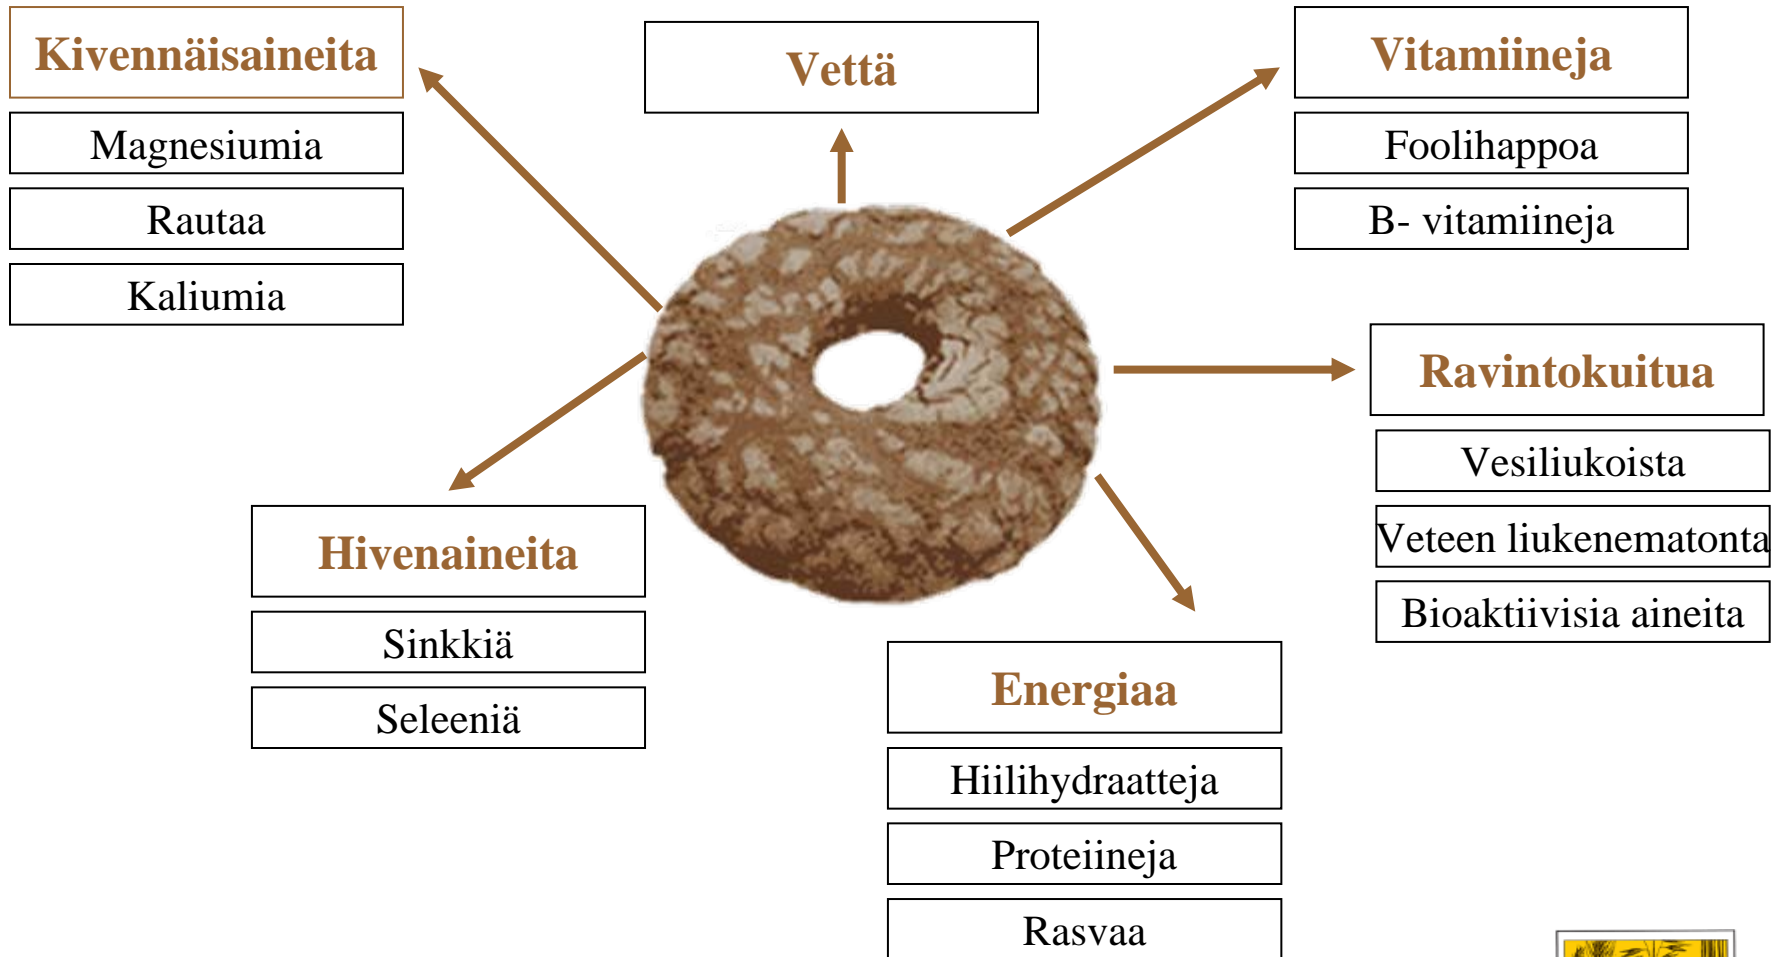 Kivennäisaineita
Magnesiumia
Rautaa
Kaliumia
Vettä
Vitamiineja
Foolihappoa
B- vitamiineja
Ravintokuitua
Vesiliukoista
Veteen liukenematonta
Bioaktiivisia aineita
Hivenaineita
Sinkkiä
Seleeniä
Energiaa
Hiilihydraatteja
Proteiineja
Rasvaa